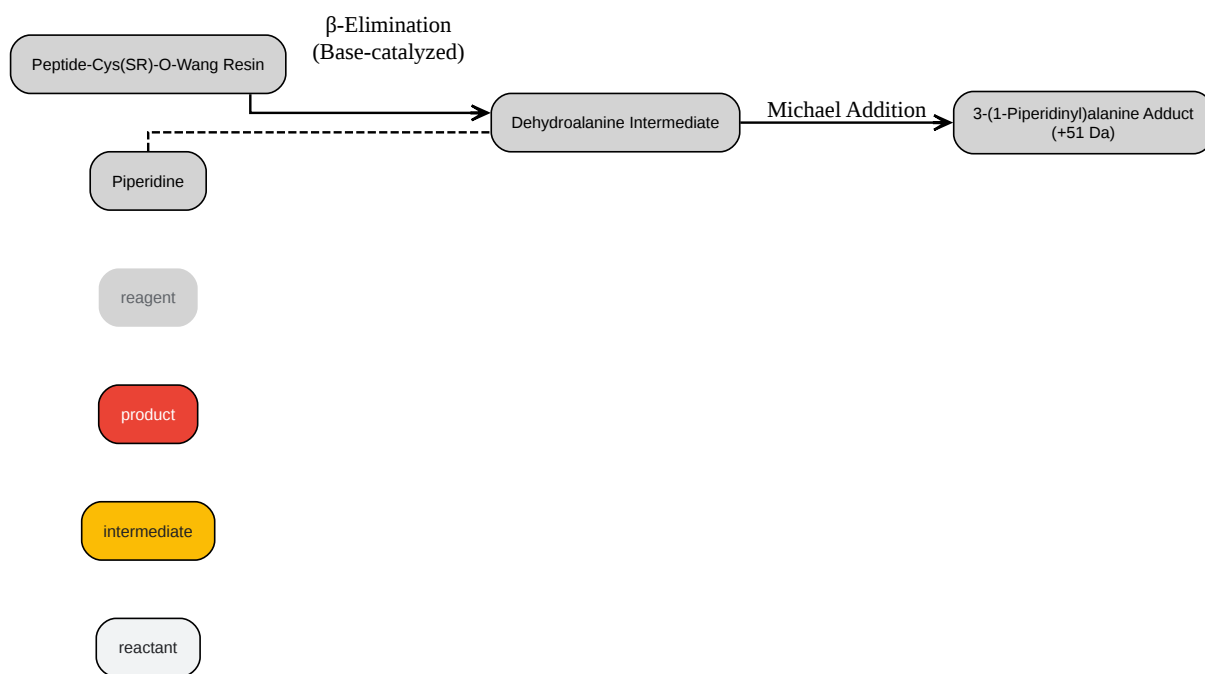 β-Elimination
(Base-catalyzed)
Peptide-Cys(SR)-O-Wang Resin
Dehydroalanine Intermediate
Michael Addition
3-(1-Piperidinyl)alanine Adduct
(+51 Da)
Piperidine
reagent
product
intermediate
reactant